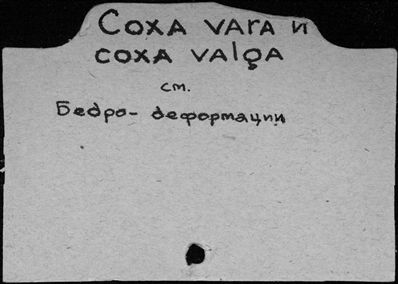 Coxa vara и
coxa valga
см.
Бедро- деформации